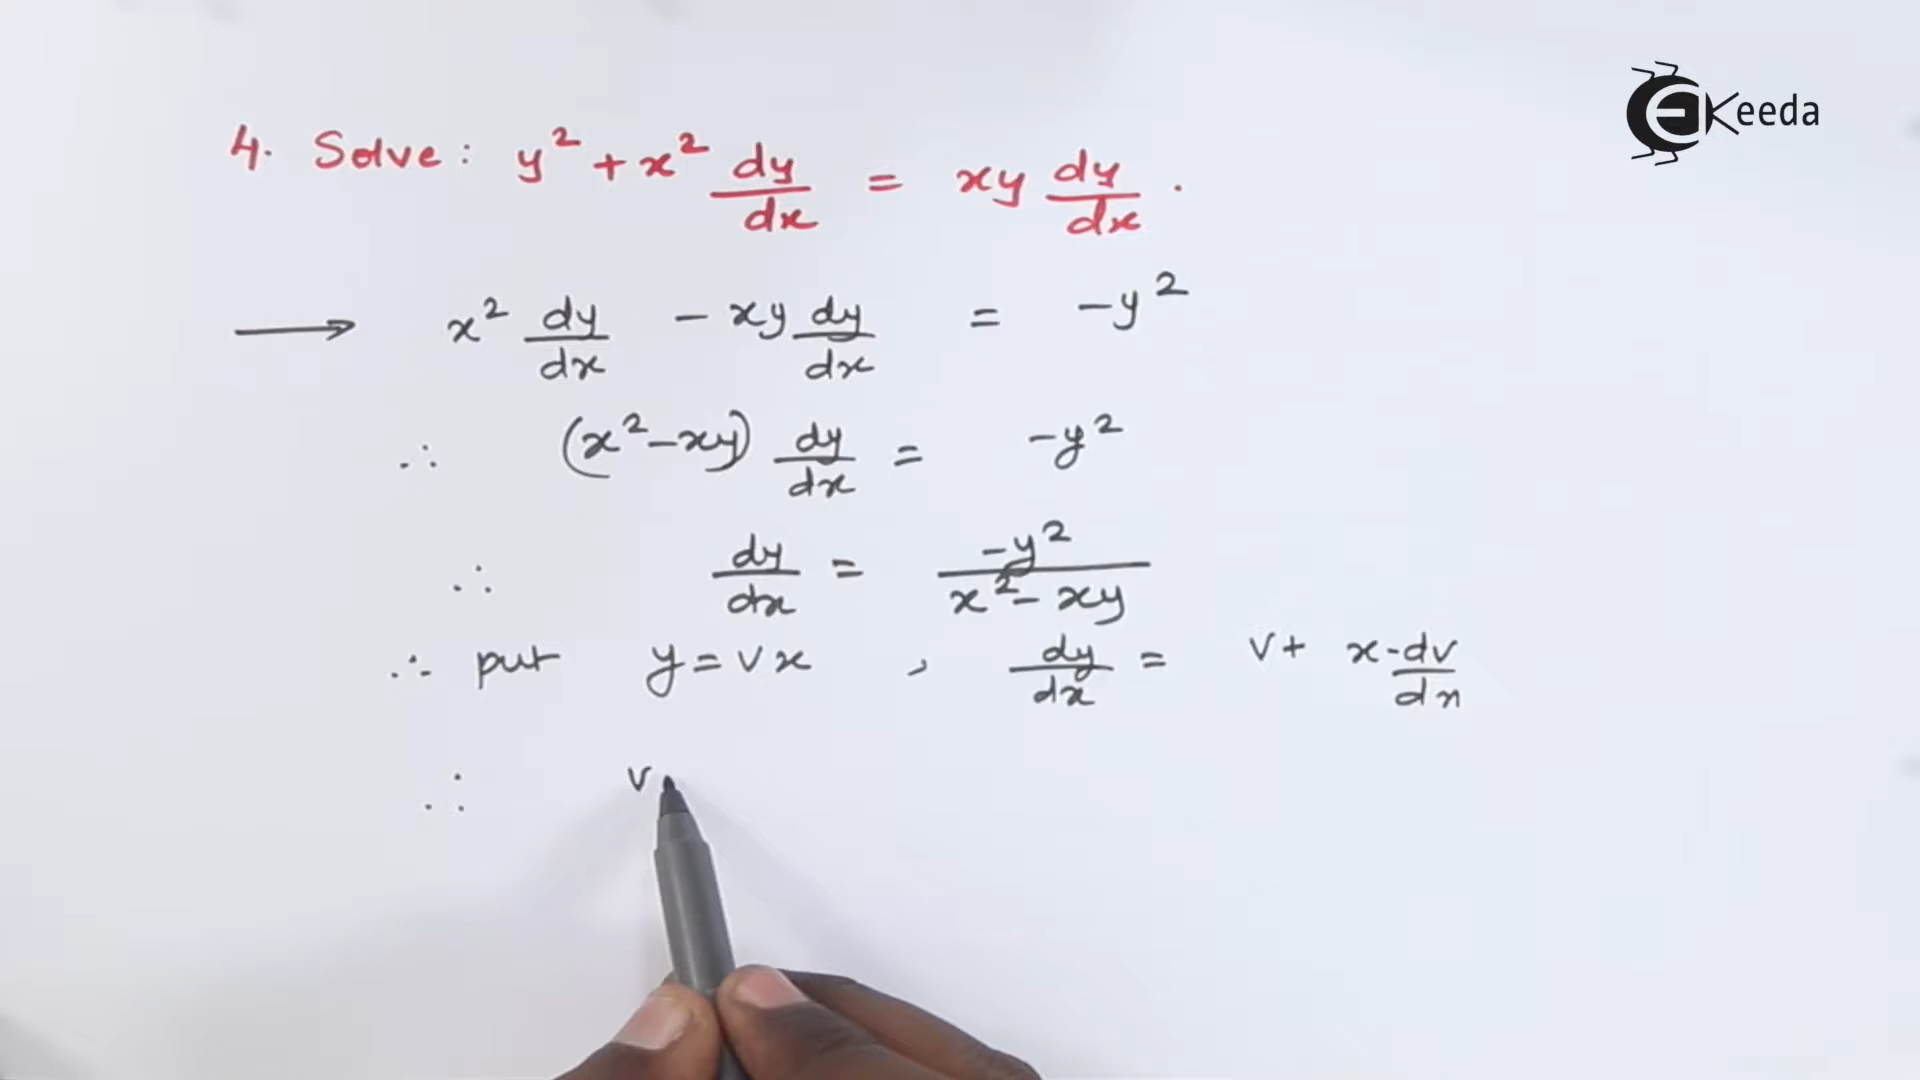 Keeda
4. Solve: y² + x² dy/dx = xy dy/dx .
⟶ x² dy/dx - xy dy/dx = -y²
∴ (x²-xy) dy/dx = -y²
∴ dy/dx = -y²/x²- xy
∴ put y = vx , dy/dx = v+ x-dv/dx
∴ v